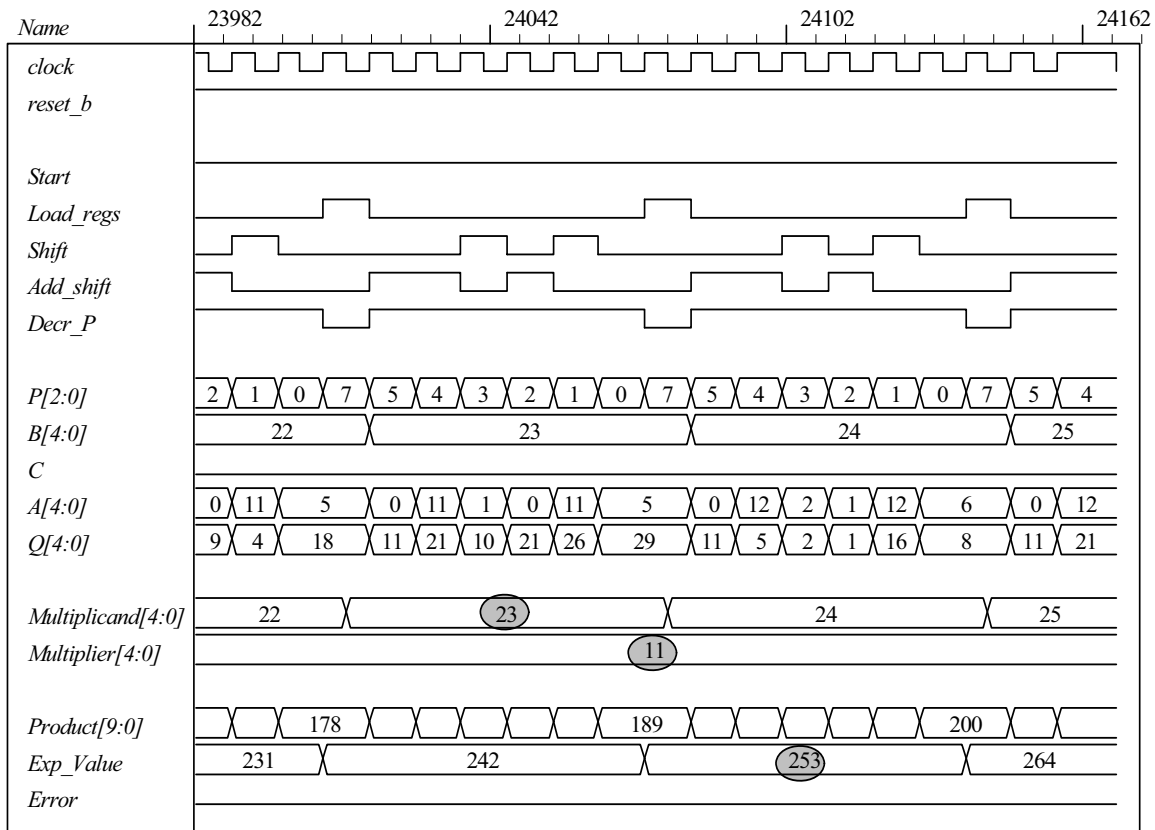 Name 23982 24042 24102 24162
clock
reset_b
Start
Load_regs
Shift
Add_shift
Decr_P
P[2:0] 2 1 0 7 5 4 3 2 1 0 7 5 4 3 2 1 0 7 5 4
B[4:0] 22 23 24 25
C
A[4:0] 0 11 5 0 11 1 0 11 5 0 12 2 1 12 6 0 12
Q[4:0] 9 4 18 11 21 10 21 26 29 11 5 2 1 16 8 11 21
Multiplicand[4:0] 22 23 24 25
Multiplier[4:0] 11
Product[9:0] 178 189 200
Exp_Value 231 242 253 264
Error